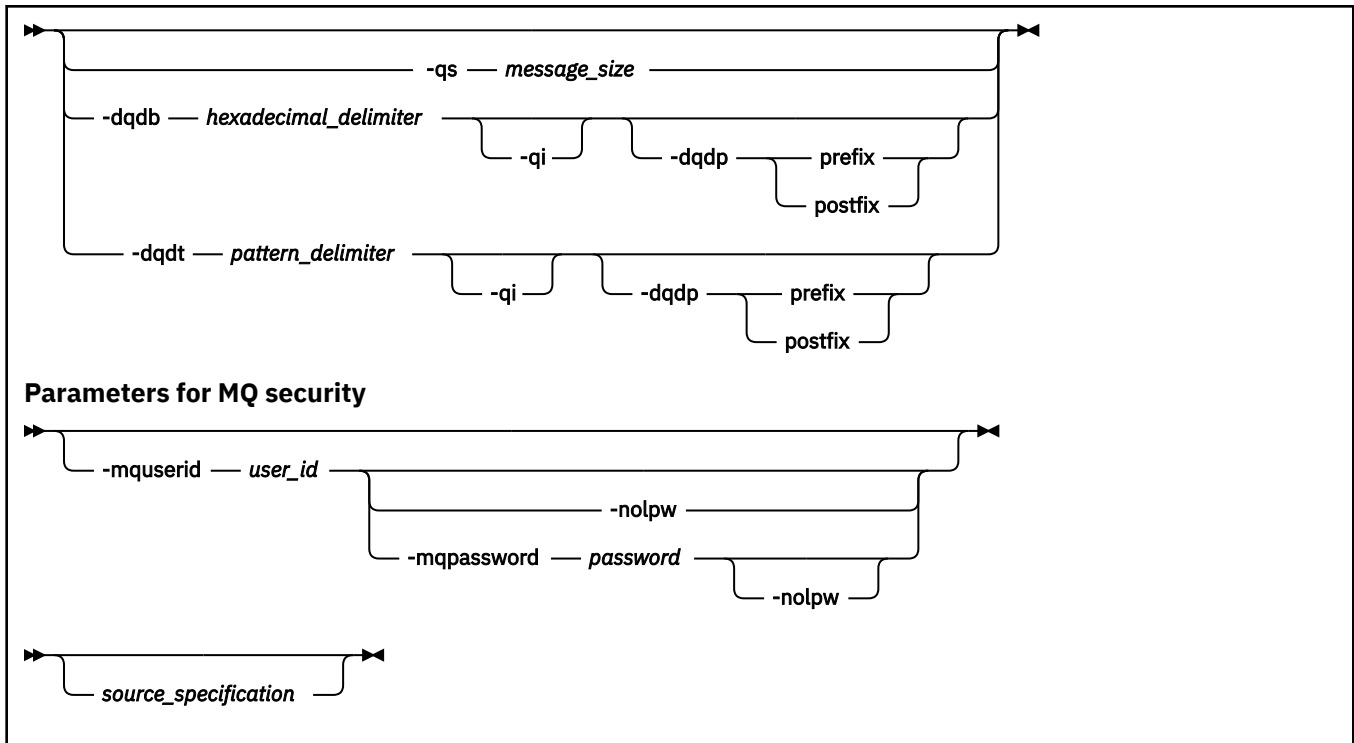 -qs message_size
-dqdb hexadecimal_delimiter
-qi -dqdp prefix
postfix
-dqdt pattern_delimiter
-qi -dqdp prefix
postfix
Parameters for MQ security
-mquserid user_id
-nolpw
-mqpassword password
-nolpw
source_specification